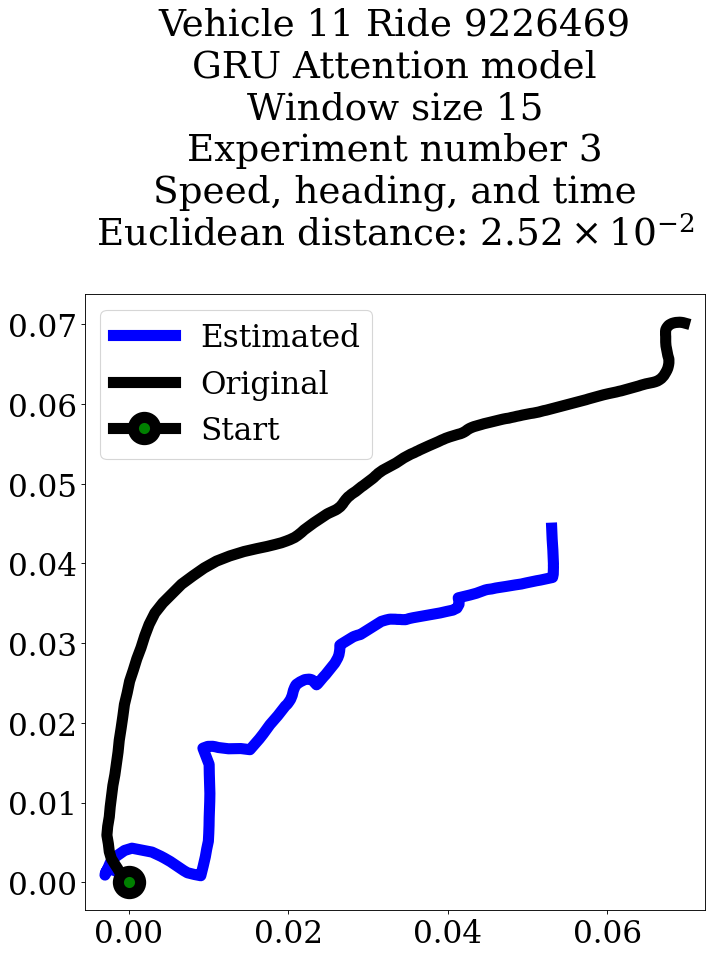 Vehicle 11 Ride 9226469
GRU Attention model
Window size 15
Experiment number 3
Speed, heading, and time
Euclidean distance: 2.52 × 10⁻²
Estimated
Original
Start
0.07
0.06
0.05
0.04
0.03
0.02
0.01
0.00
0.00 0.02 0.04 0.06